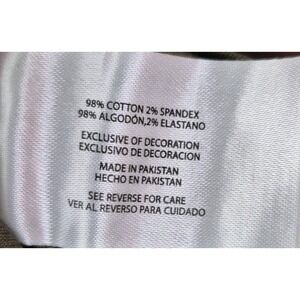 98% COTTON 2% SPANDEX
98% ALGODÓN,2% ELASTANO
EXCLUSIVE OF DECORATION
EXCLUSIVO DE DECORACION
MADE IN PAKISTAN
HECHO EN PAKISTAN
SEE REVERSE FOR CARE
VER AL REVERSO PARA CUIDADO